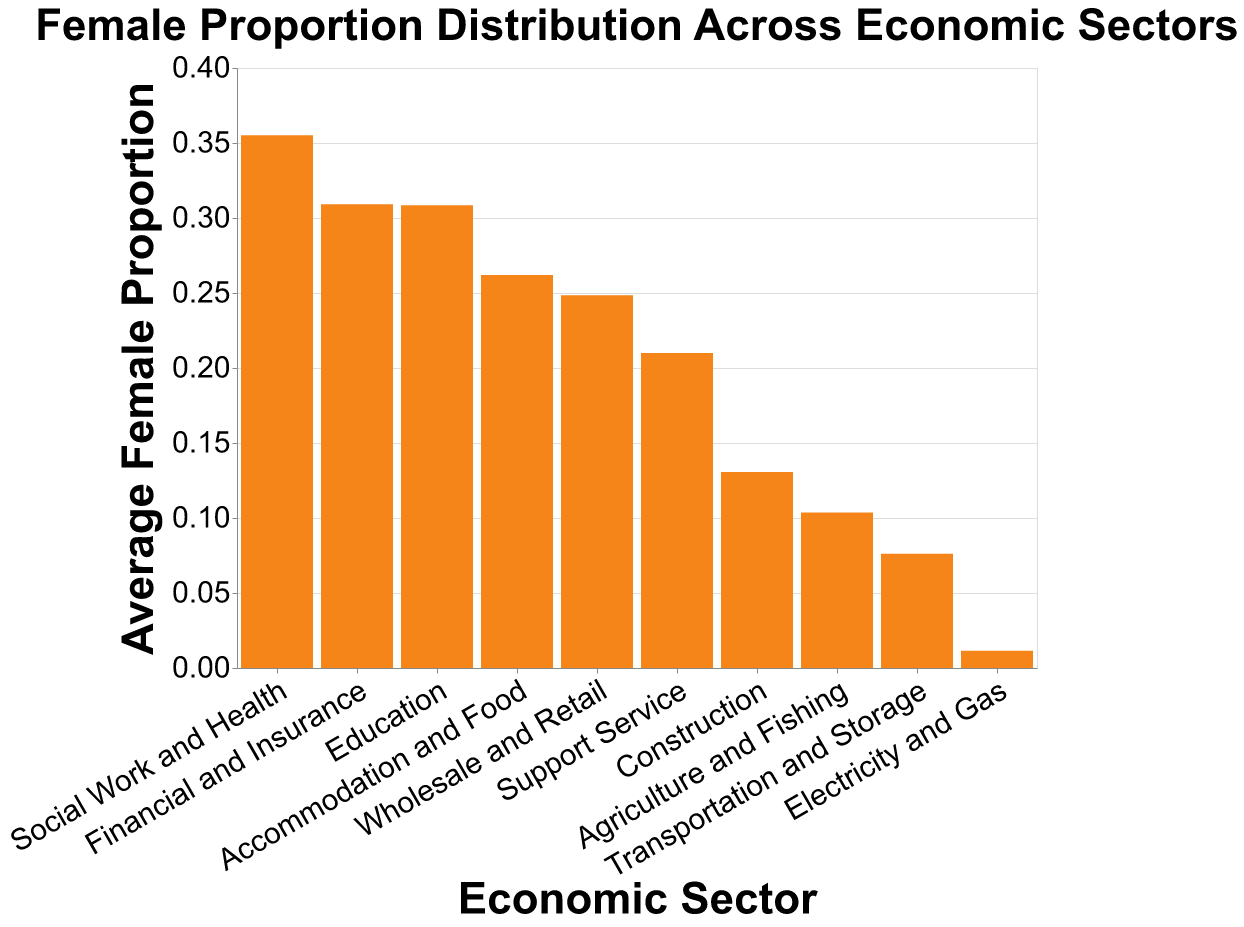 Female Proportion Distribution Across Economic Sectors
Average Female Proportion
0.40
0.35
0.30
0.25
0.20
0.15
0.10
0.05
0.00
Social Work and Health
Financial and Insurance
Education
Accommodation and Food
Wholesale and Retail
Support Service
Construction
Agriculture and Fishing
Transportation and Storage
Electricity and Gas
Economic Sector